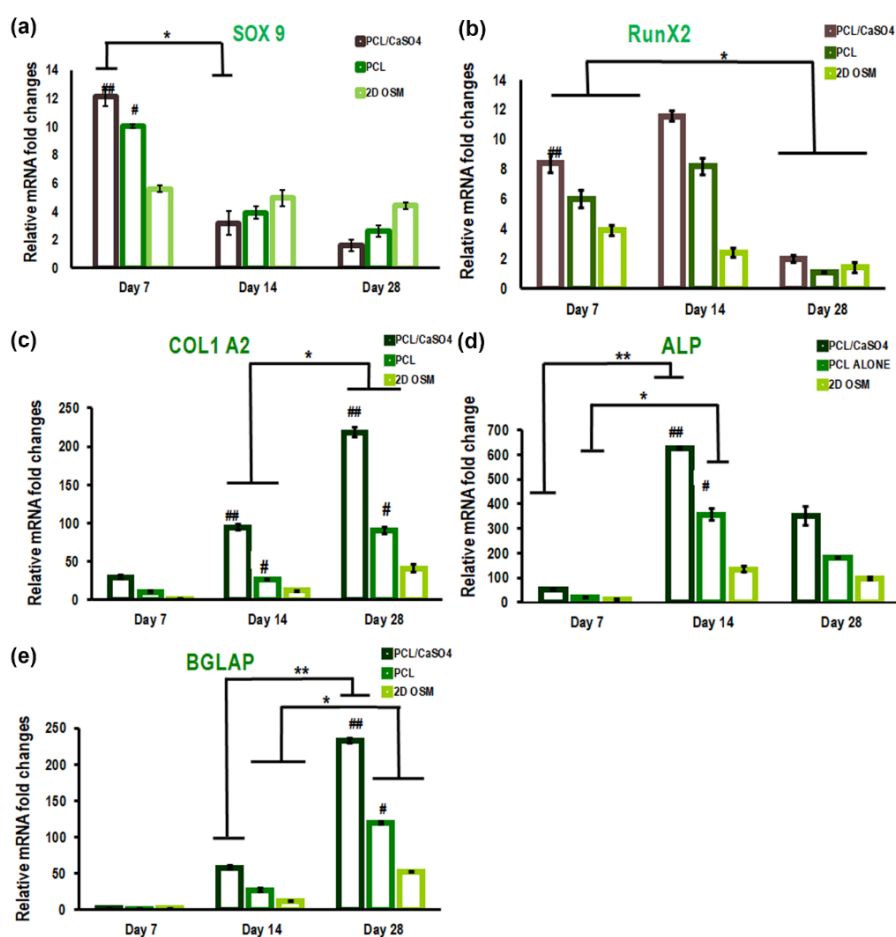 (a)
SOX 9
*
PCL/CaSO4
PCL
2D OSM
Relative mRNA fold changes
14
12
10
8
6
4
2
0
##
#
Day 7
Day 14
Day 28
(b)
RunX2
*
PCL/CaSO4
PCL
2D OSM
Relative mRNA fold changes
14
12
10
8
6
4
2
0
##
Day 7
Day 14
Day 28
(c)
COL1 A2
*
PCL/CaSO4
PCL
2D OSM
Relative mRNA fold changes
250
200
150
100
50
0
##
#
##
#
Day 7
Day 14
Day 28
(d)
ALP
**
*
PCL/CaSO4
PCL ALONE
2D OSM
Relative mRNA fold change
700
600
500
400
300
200
100
0
##
#
Day 7
Day 14
Day 28
(e)
BGLAP
**
*
PCL/CaSO4
PCL
2D OSM
Relative mRNA fold changes
250
200
150
100
50
0
##
#
Day 7
Day 14
Day 28